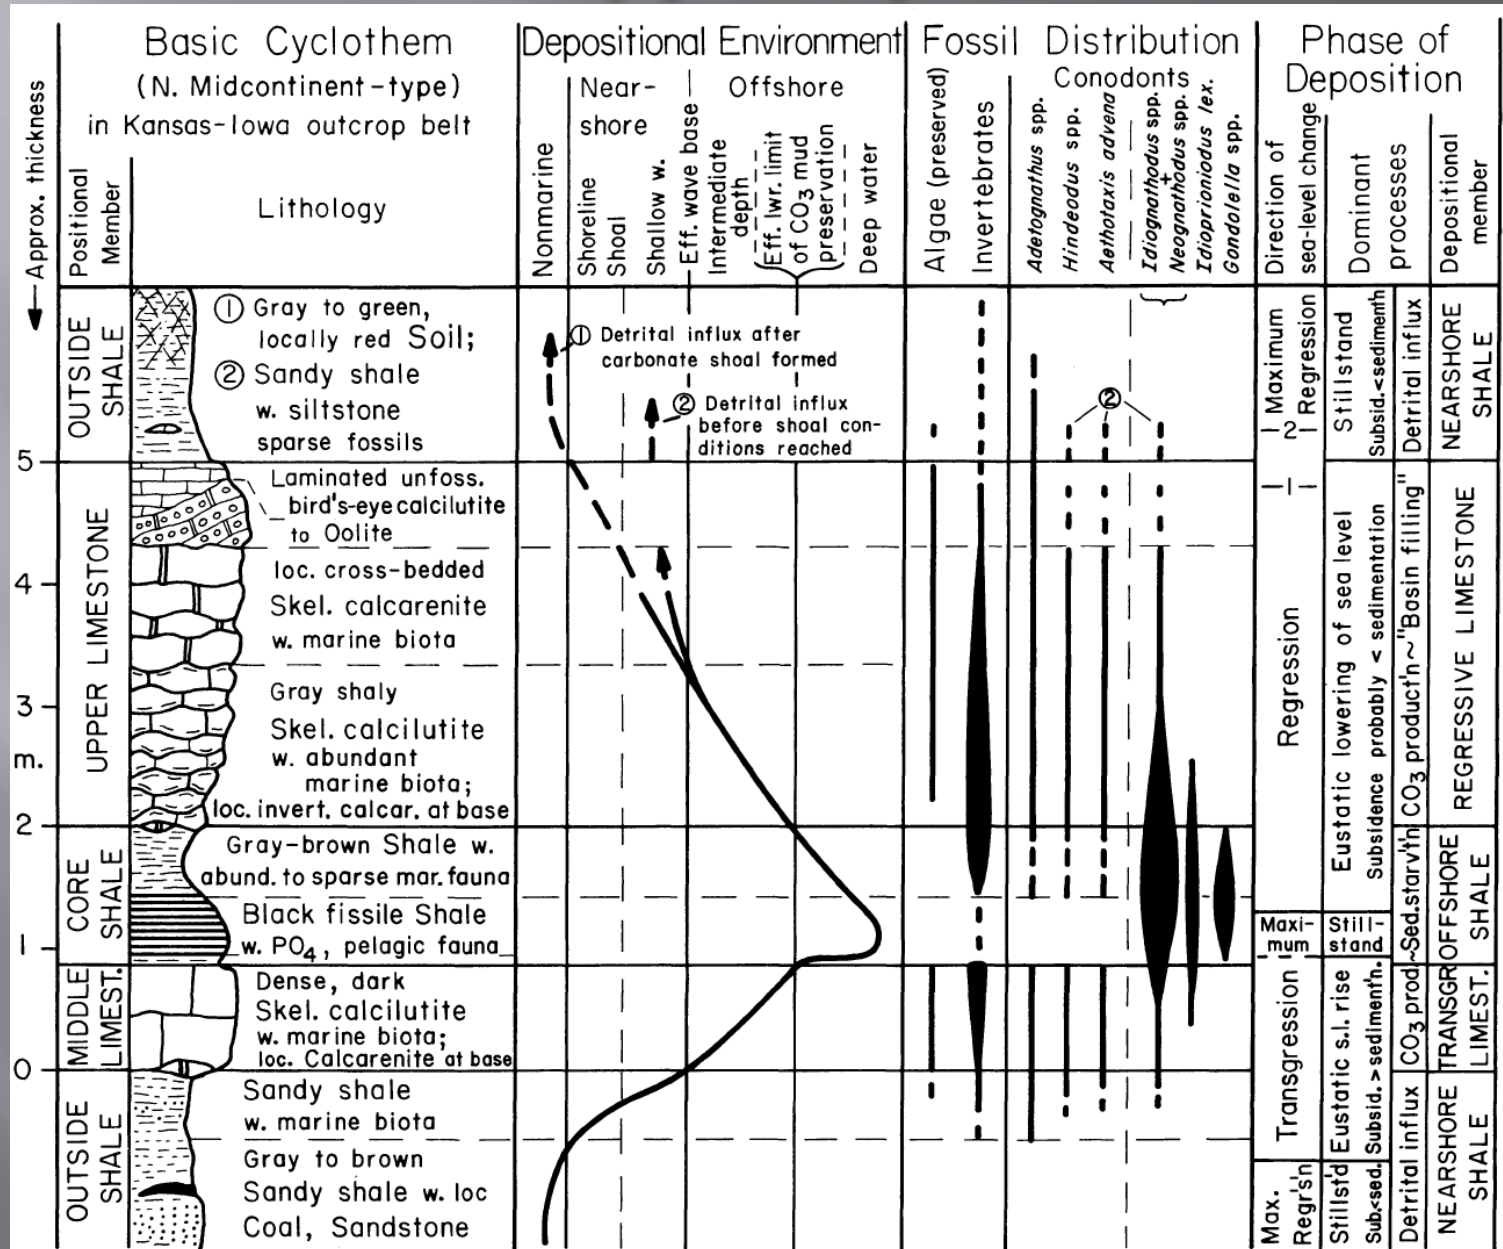 Basic Cyclothem
(N. Midcontinent-type)
in Kansas-Iowa outcrop belt
Approx. thickness
Positional
Member
Lithology
Depositional Environment
Near-
shore
Offshore
Nonmarine
Shoreline
Shoal
Shallow w.
Eff. wave base
Intermediate
depth
Eff. lwr. limit
of CO3 mud
preservation
Deep water
Fossil Distribution
Conodonts
Algae (preserved)
Invertebrates
Adetognathus spp.
Hindeodus spp.
Aethotaxis advena
Idiognathodus spp.
+
Neognathodus spp.
Idioprioniodus lex.
Gondolella spp.
Phase of
Deposition
Direction of
sea-level change
Dominant
processes
Depositional
member
OUTSIDE
SHALE
① Gray to green,
locally red Soil;
② Sandy shale
w. siltstone
sparse fossils
① Detrital influx after
carbonate shoal formed
② Detrital influx
before shoal con-
ditions reached
②
Maximum
Regression
-2-
Stillstand
Subsid.<sedimentn
Detrital influx
NEARSHORE
SHALE
5
UPPER LIMESTONE
Laminated unfoss.
bird's-eye calcilutite
to Oolite
loc. cross-bedded
Skel. calcarenite
w. marine biota
Gray shaly
Skel. calcilutite
w. abundant
marine biota;
loc. invert. calcar. at base
4
3
m.
2
-1-
Regression
Eustatic lowering of sea level
Subsidence probably < sedimentation
CO3 product'n~"Basin filling"
REGRESSIVE LIMESTONE
CORE
SHALE
Gray-brown Shale w.
abund. to sparse mar. fauna
Black fissile Shale
w. PO4, pelagic fauna
1
Maxi-
mum
Still-
stand
~Sed.starv'tn
OFFSHORE
SHALE
MIDDLE
LIMEST.
Dense, dark
Skel. calcilutite
w. marine biota;
loc. Calcarenite at base
0
Transgression
Eustatic s.l. rise
Subsid. > sediment'n.
CO3 prod.
TRANSGR
LIMEST.
OUTSIDE
SHALE
Sandy shale
w. marine biota
Gray to brown
Sandy shale w. loc
Coal, Sandstone
Max.
Regr's'n
Stillst'd
Sub.<sed.
Detrital influx
NEARSHORE
SHALE